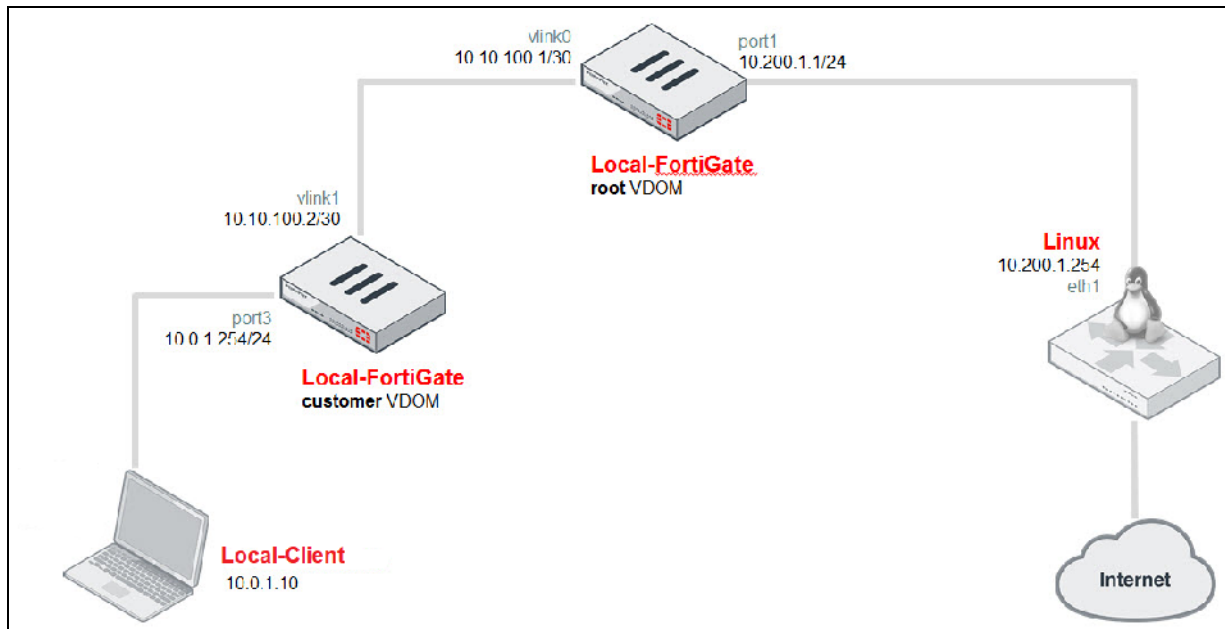 vlink0
10.10.100.1/30
port1
10.200.1.1/24
Local-FortiGate
root VDOM
vlink1
10.10.100.2/30
Linux
10.200.1.254
eth1
port3
10.0.1.254/24
Local-FortiGate
customer VDOM
Local-Client
10.0.1.10
Internet